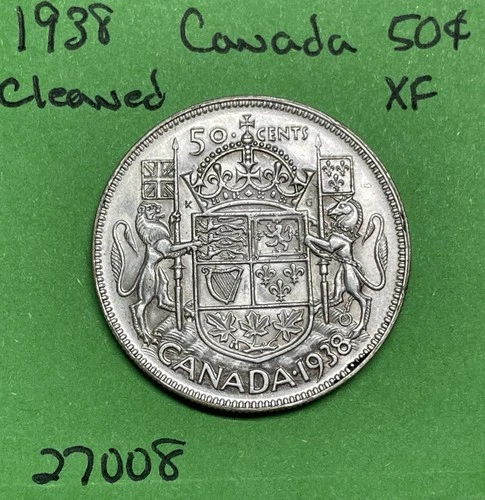 1938 Canada 50¢
Cleaned XF
50 CENTS
K G
CANADA·1938
27008